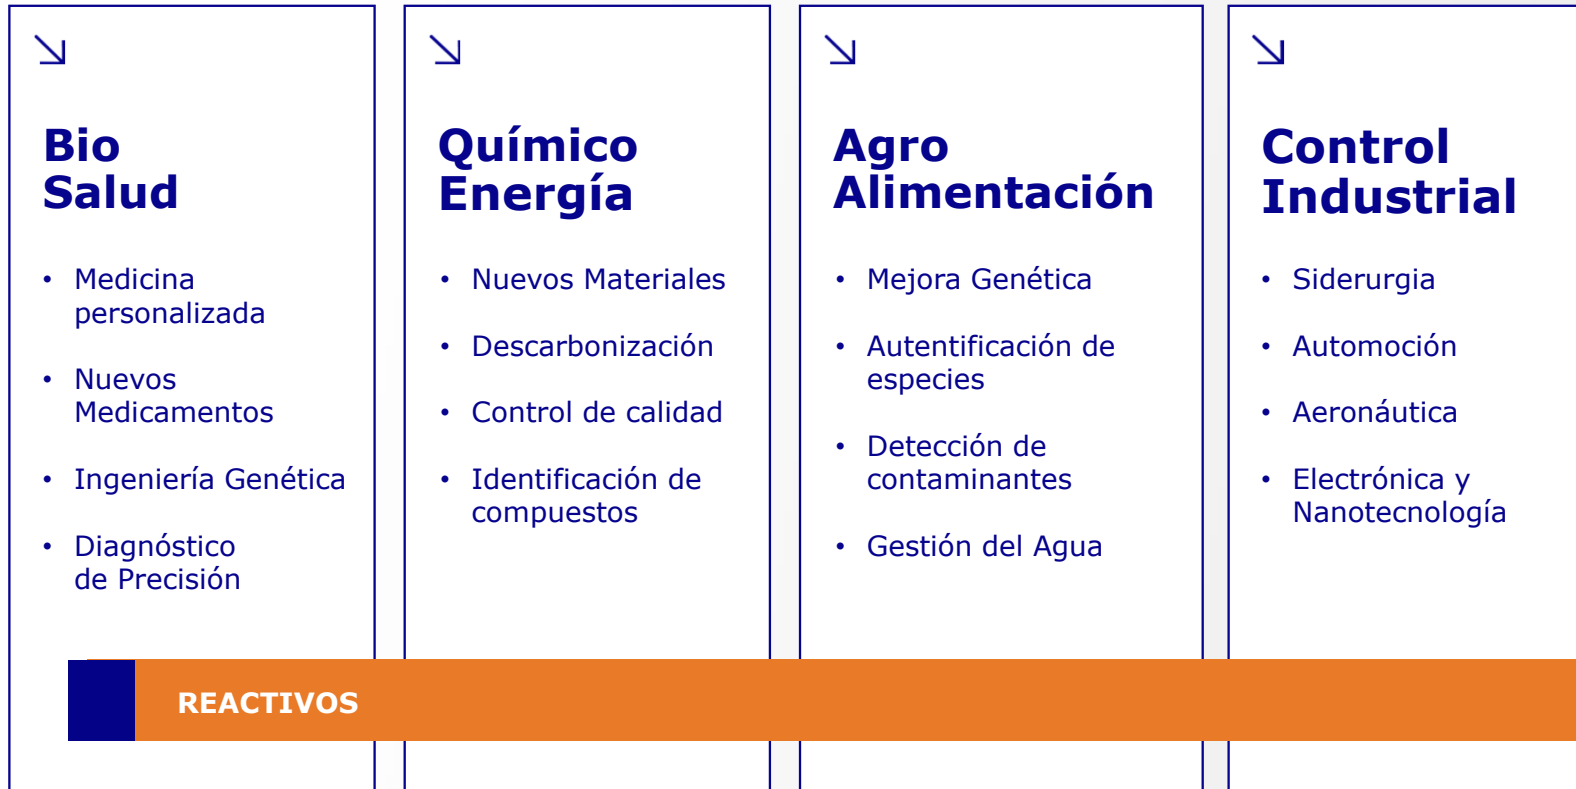 Bio
Salud
• Medicina
personalizada
• Nuevos
Medicamentos
• Ingeniería Genética
• Diagnóstico
de Precisión
Químico
Energía
• Nuevos Materiales
• Descarbonización
• Control de calidad
• Identificación de
compuestos
Agro
Alimentación
• Mejora Genética
• Autentificación de
especies
• Detección de
contaminantes
• Gestión del Agua
Control
Industrial
• Siderurgia
• Automoción
• Aeronáutica
• Electrónica y
Nanotecnología
REACTIVOS